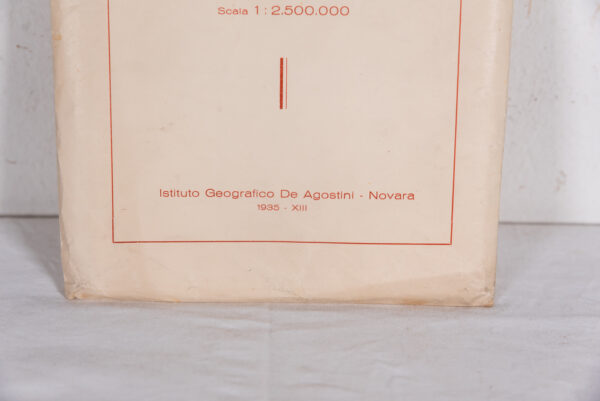 Scala 1 : 2.500.000
Istituto Geografico De Agostini - Novara
1935 - XIII